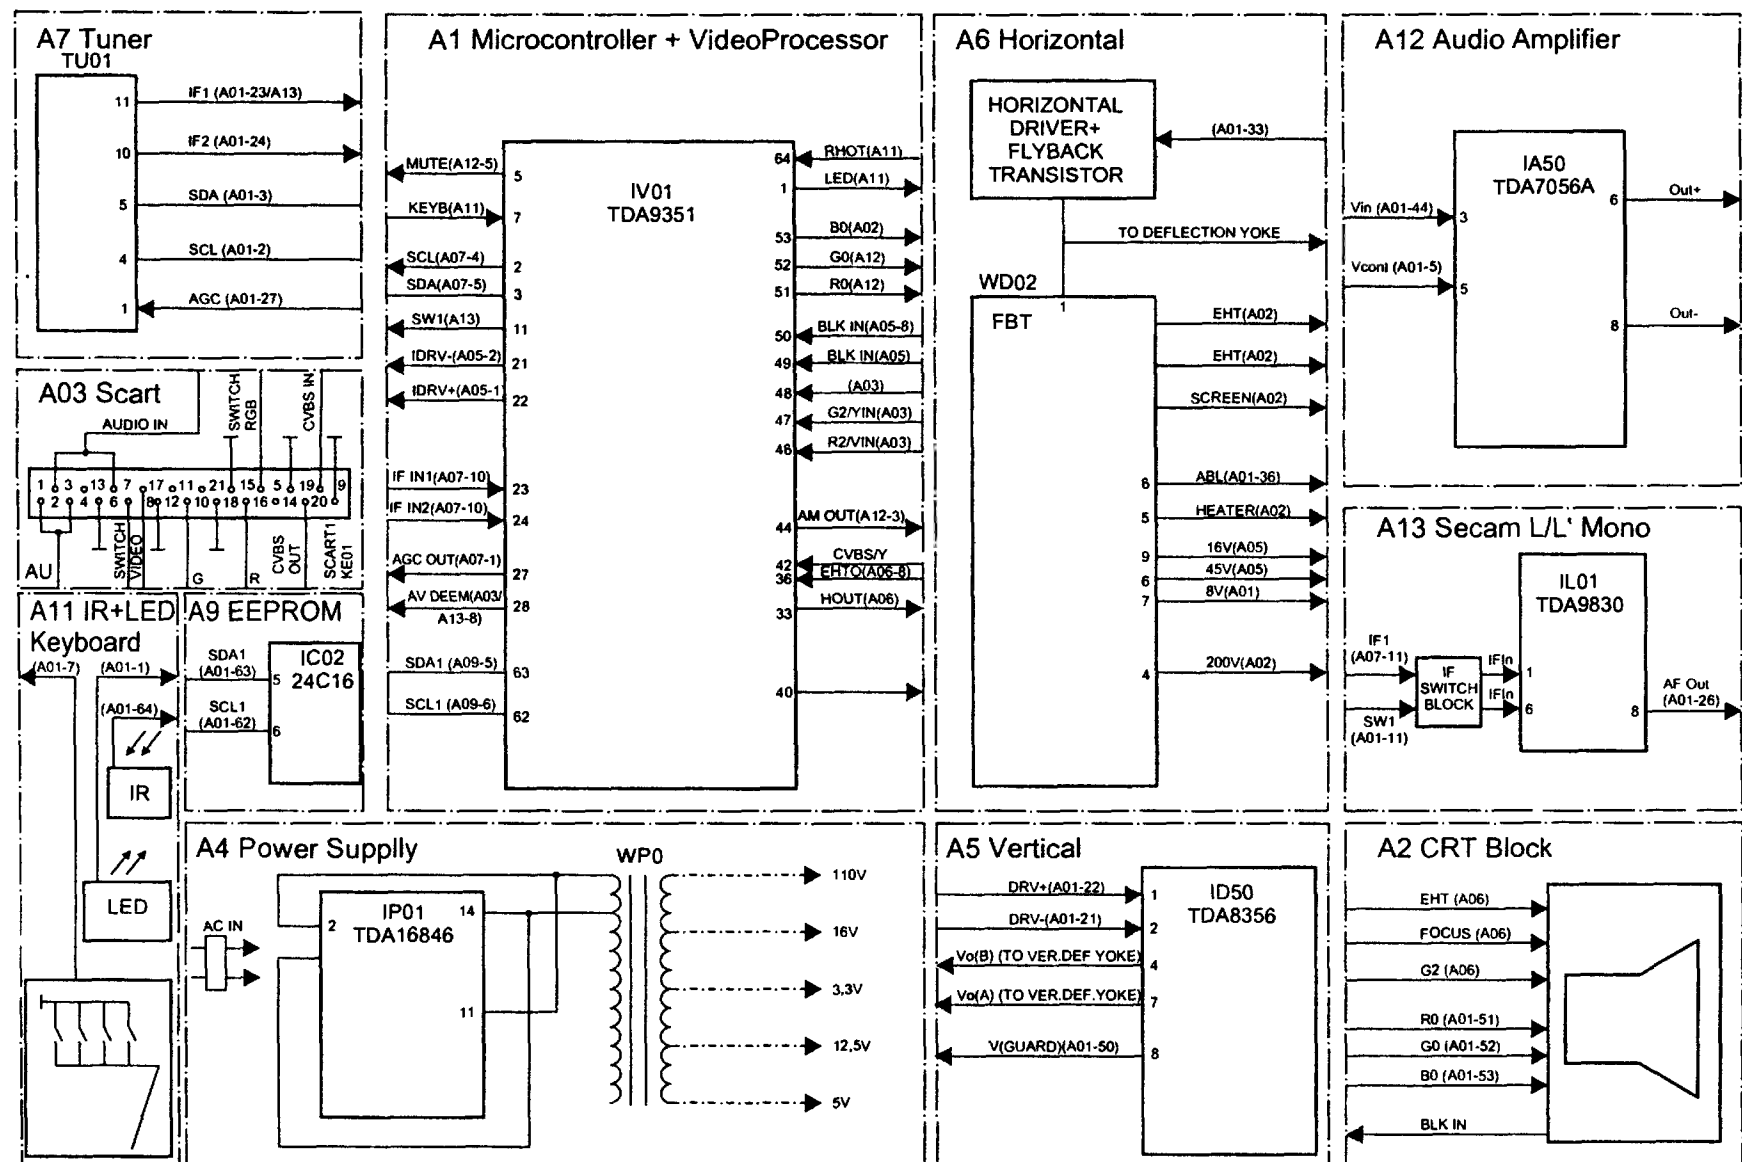 A7 Tuner
TU01
11
IF1 (A01-23/A13)
10
IF2 (A01-24)
5
SDA (A01-3)
4
SCL (A01-2)
1
AGC (A01-27)
A03 Scart
AUDIO IN
SWITCH
RGB
CVBS IN
1 3 13 7 17 11 21 15 5 19 9
2 4 6 8 12 10 18 16 14 20
AU
SWITCH
VIDEO
G
R
CVBS
OUT
SCART1
KE01
A11 IR+LED
Keyboard
(A01-7)
(A01-1)
(A01-64)
IR
LED
A9 EEPROM
SDA1
(A01-63)
5
SCL1
(A01-62)
6
IC02
24C16
A1 Microcontroller + VideoProcessor
IV01
TDA9351
MUTE(A12-5)
5
KEYB(A11)
7
SCL(A07-4)
2
SDA(A07-5)
3
SW1(A13)
11
IDRV-(A05-2)
21
IDRV+(A05-1
22
IF IN1(A07-10)
23
IF IN2(A07-10)
24
AGC OUT(A07-1)
27
AV DEEM(A03/
A13-8)
28
SDA1 (A09-5)
63
SCL1 (A09-6)
62
64
RHOT(A11)
1
LED(A11)
53
B0(A02)
52
G0(A12)
51
R0(A12)
50
BLK IN(A05-8)
49
BLK IN(A05)
48
(A03)
47
G2/YIN(A03)
46
R2/VIN(A03)
44
AM OUT(A12-3)
42
CVBS/Y
36
EHTO(A06-8)
33
HOUT(A06)
40
A6 Horizontal
HORIZONTAL
DRIVER+
FLYBACK
TRANSISTOR
(A01-33)
TO DEFLECTION YOKE
WD02
FBT
1
EHT(A02)
EHT(A02)
SCREEN(A02)
6
ABL(A01-36)
5
HEATER(A02)
9
16V(A05)
6
45V(A05)
7
8V(A01)
4
200V(A02)
A12 Audio Amplifier
IA50
TDA7056A
Vin (A01-44)
3
Vcont (A01-5)
5
6
Out+
8
Out-
A13 Secam L/L' Mono
IL01
TDA9830
IF1
(A07-11)
SW1
(A01-11)
IF
SWITCH
BLOCK
IFIn
1
IFIn
6
8
AF Out
(A01-26)
A4 Power Supplly
AC IN
IP01
TDA16846
2
14
11
WP0
110V
16V
3,3V
12,5V
5V
A5 Vertical
ID50
TDA8356
DRV+(A01-22)
1
DRV-(A01-21)
2
Vo(B) (TO VER.DEF YOKE)
4
Vo(A) (TO VER.DEF.YOKE)
7
V(GUARD)(A01-50)
8
A2 CRT Block
EHT (A06)
FOCUS (A06)
G2 (A06)
R0 (A01-51)
G0 (A01-52)
B0 (A01-53)
BLK IN